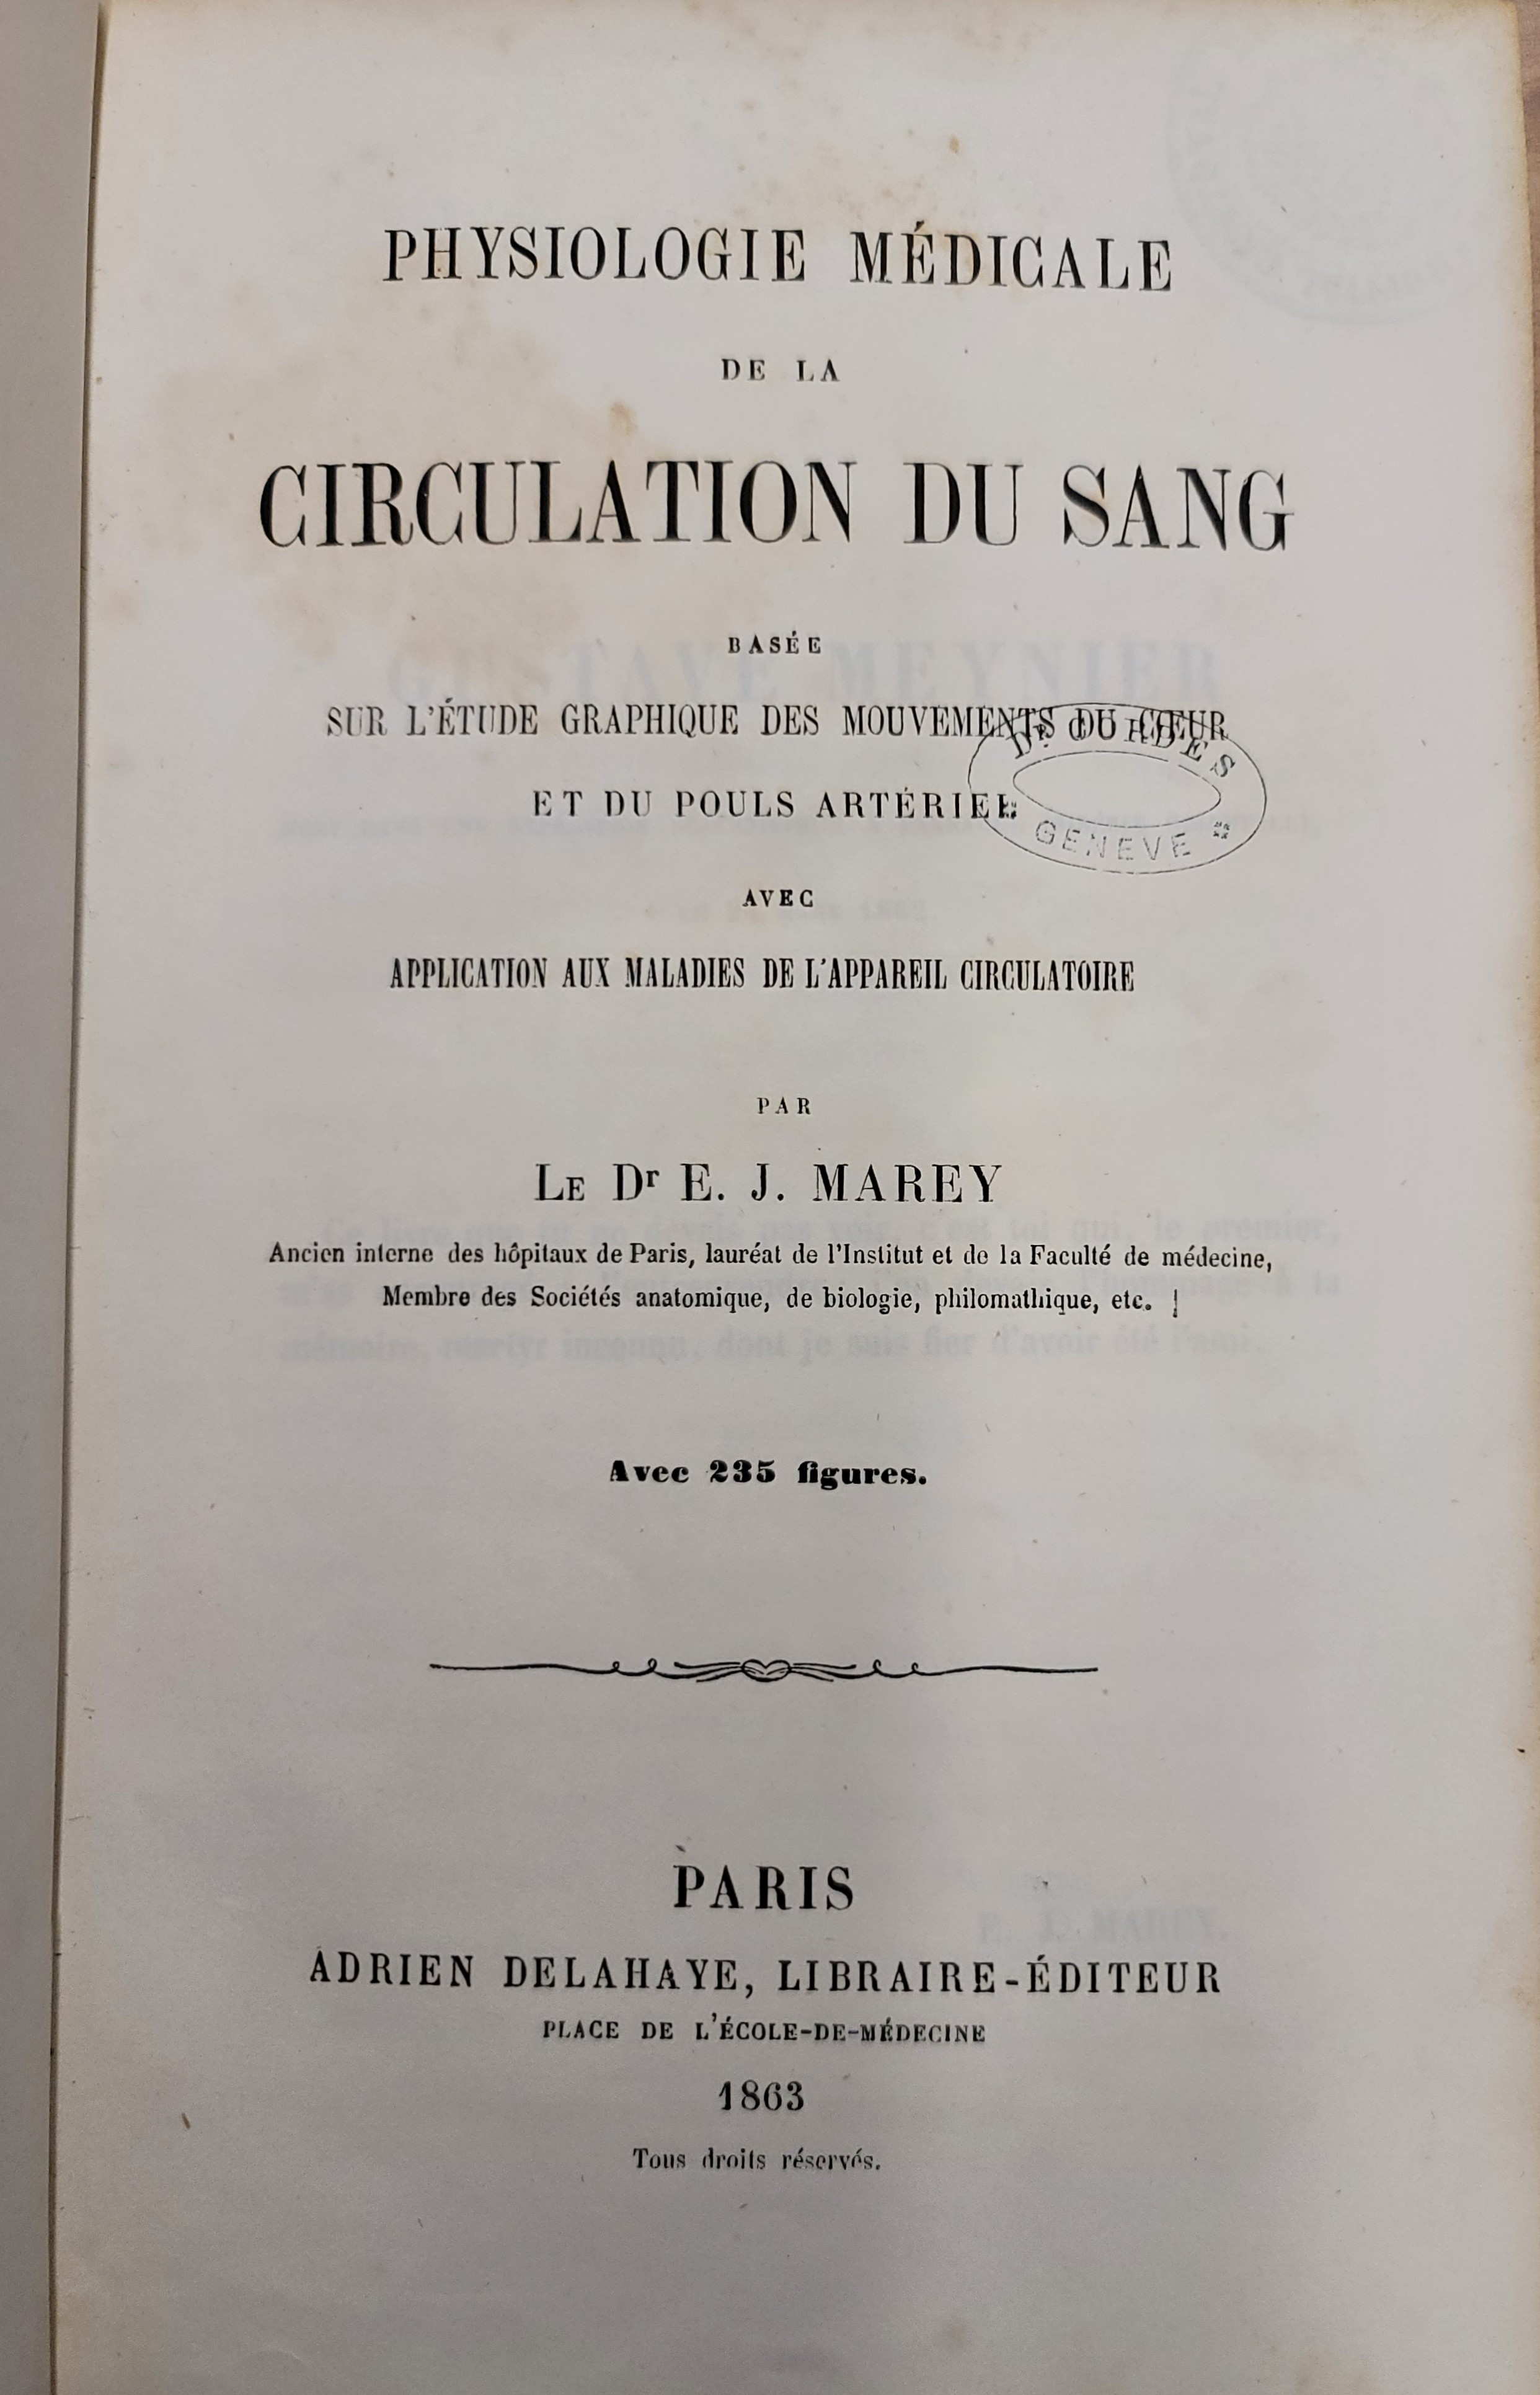 PHYSIOLOGIE MÉDICALE
DE LA
CIRCULATION DU SANG
BASÉE
SUR L'ÉTUDE GRAPHIQUE DES MOUVEMENTS DU CŒUR
ET DU POULS ARTÉRIEL
GENEVE
AVEC
APPLICATION AUX MALADIES DE L'APPAREIL CIRCULATOIRE
PAR
LE Dr E. J. MAREY
Ancien interne des hôpitaux de Paris, lauréat de l'Institut et de la Faculté de médecine,
Membre des Sociétés anatomique, de biologie, philomathique, etc.
Avec 235 figures.
PARIS
ADRIEN DELAHAYE, LIBRAIRE-ÉDITEUR
PLACE DE L'ÉCOLE-DE-MÉDECINE
1863
Tous droits réservés.